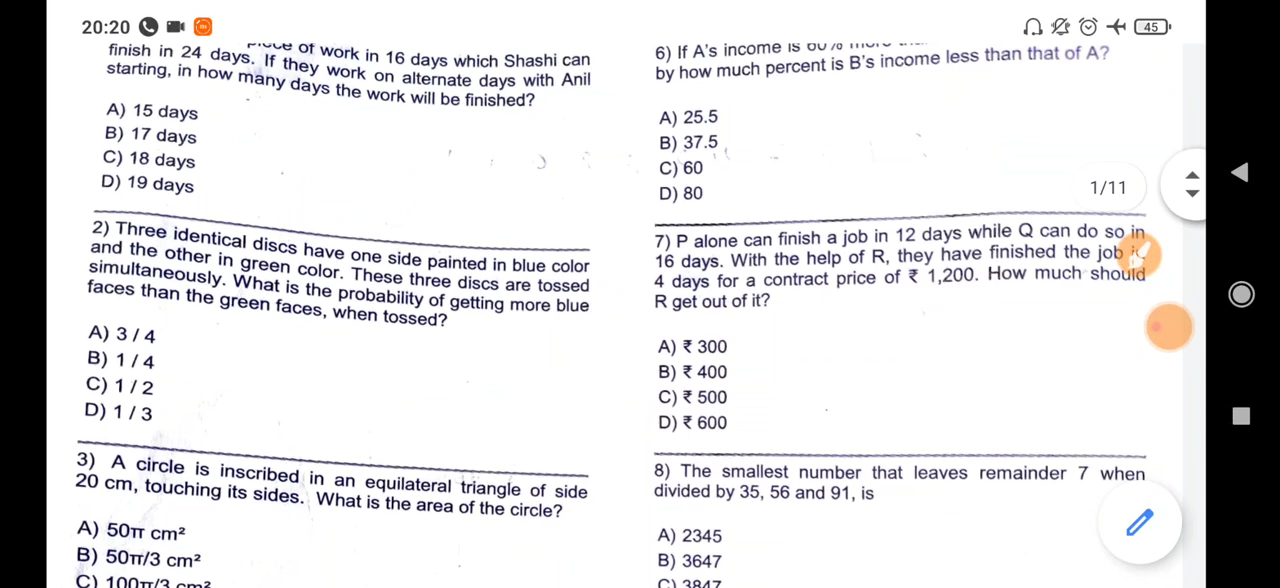 20:20
45
piece of work in 16 days which Shashi can
finish in 24 days. If they work on alternate days with Anil
starting, in how many days the work will be finished?
A) 15 days
B) 17 days
C) 18 days
D) 19 days
2) Three identical discs have one side painted in blue color
and the other in green color. These three discs are tossed
simultaneously. What is the probability of getting more blue
faces than the green faces, when tossed?
A) 3 / 4
B) 1 / 4
C) 1 / 2
D) 1 / 3
3) A circle is inscribed in an equilateral triangle of side
20 cm, touching its sides. What is the area of the circle?
A) 50π cm²
B) 50π/3 cm²
C) 100π/3 cm²
6) If A's income is 60% more
by how much percent is B's income less than that of A?
A) 25.5
B) 37.5
C) 60
D) 80
1/11
7) P alone can finish a job in 12 days while Q can do so in
16 days. With the help of R, they have finished the job
4 days for a contract price of ₹ 1,200. How much should
R get out of it?
A) ₹ 300
B) ₹ 400
C) ₹ 500
D) ₹ 600
8) The smallest number that leaves remainder 7 when
divided by 35, 56 and 91, is
A) 2345
B) 3647
C) 3847